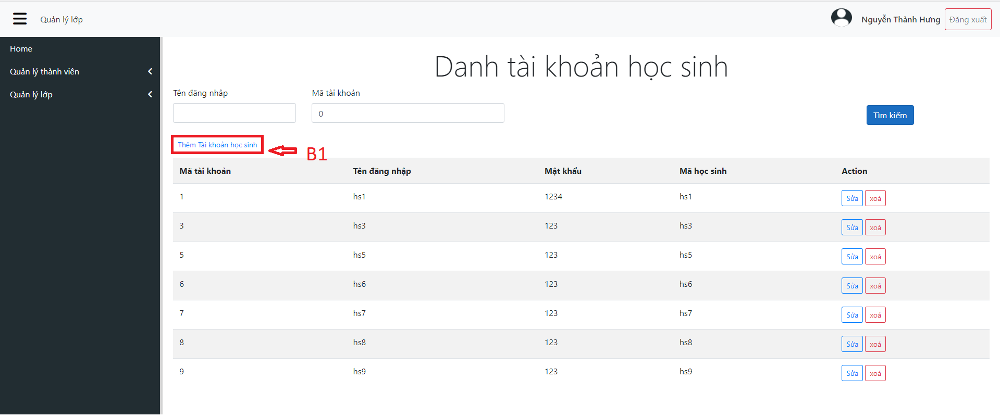 Quản lý lớp
Nguyễn Thành Hưng
Đăng xuất
Home
Quản lý thành viên
Quản lý lớp
Danh tài khoản học sinh
Tên đăng nhâp
Mã tài khoản
0
Tìm kiếm
Thêm Tài khoản học sinh
B1
Mã tài khoản Tên đăng nhập Mật khẩu Mã học sinh Action
1 hs1 1234 hs1 Sửa xoá
3 hs3 123 hs3 Sửa xoá
5 hs5 123 hs5 Sửa xoá
6 hs6 123 hs6 Sửa xoá
7 hs7 123 hs7 Sửa xoá
8 hs8 123 hs8 Sửa xoá
9 hs9 123 hs9 Sửa xoá